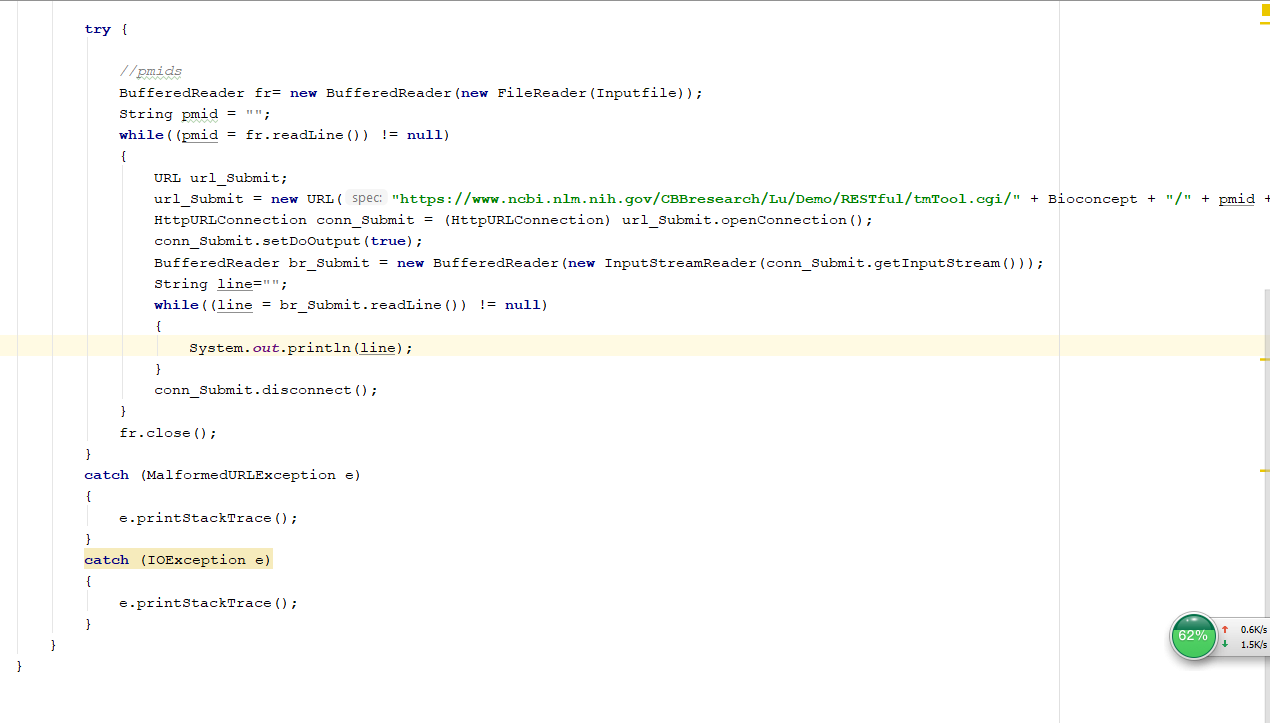 try {
//pmids
BufferedReader fr= new BufferedReader(new FileReader(Inputfile));
String pmid = "";
while((pmid = fr.readLine()) != null)
{
URL url_Submit;
url_Submit = new URL( spec: "https://www.ncbi.nlm.nih.gov/CBBresearch/Lu/Demo/RESTful/tmTool.cgi/" + Bioconcept + "/" + pmid +
HttpURLConnection conn_Submit = (HttpURLConnection) url_Submit.openConnection();
conn_Submit.setDoOutput(true);
BufferedReader br_Submit = new BufferedReader(new InputStreamReader(conn_Submit.getInputStream()));
String line="";
while((line = br_Submit.readLine()) != null)
{
System.out.println(line);
}
conn_Submit.disconnect();
}
fr.close();
}
catch (MalformedURLException e)
{
e.printStackTrace();
}
catch (IOException e)
{
e.printStackTrace();
}
}
}
62%
↑ 0.6K/s
↓ 1.5K/s